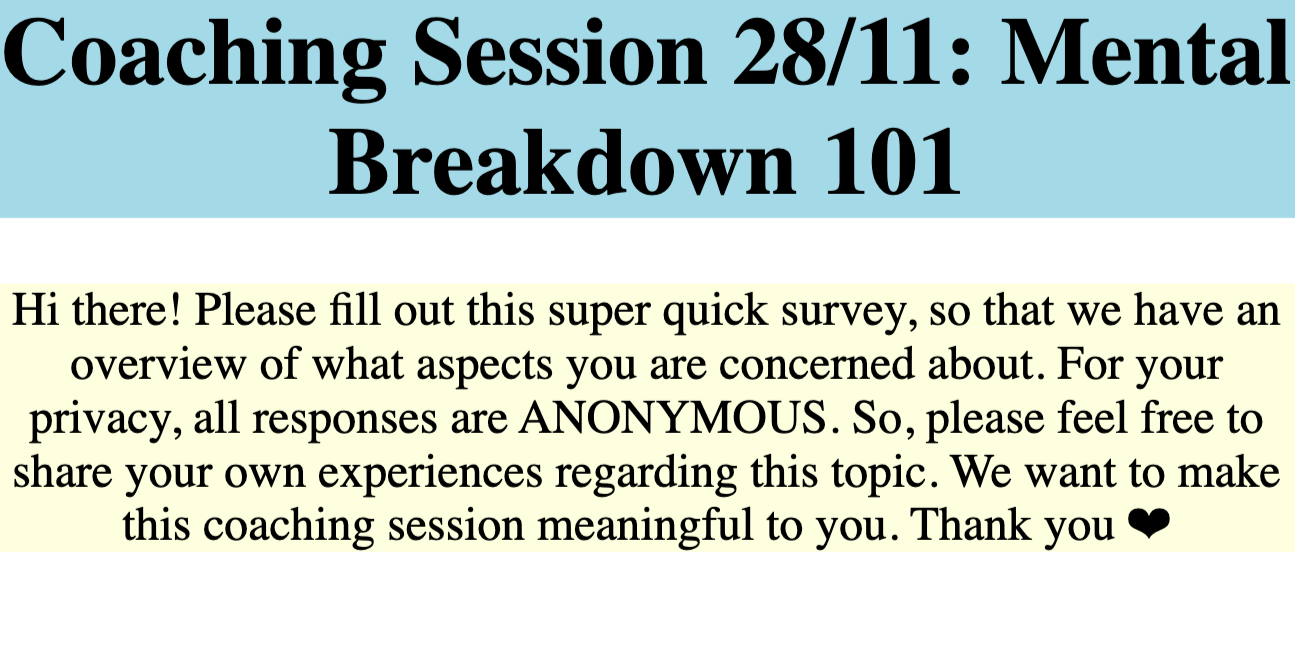 Coaching Session 28/11: Mental
Breakdown 101
Hi there! Please fill out this super quick survey, so that we have an
overview of what aspects you are concerned about. For your
privacy, all responses are ANONYMOUS. So, please feel free to
share your own experiences regarding this topic. We want to make
this coaching session meaningful to you. Thank you ❤